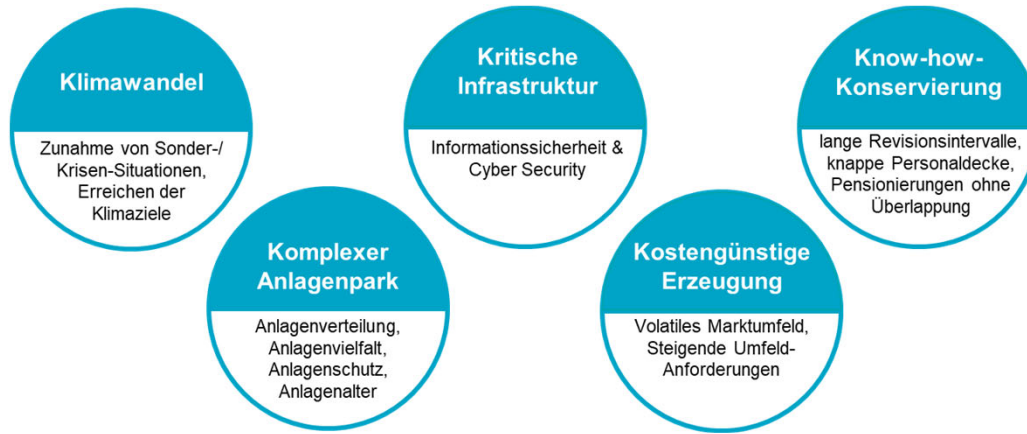 Klimawandel
Zunahme von Sonder-/
Krisen-Situationen,
Erreichen der
Klimaziele
Komplexer
Anlagenpark
Anlagenverteilung,
Anlagenvielfalt,
Anlagenschutz,
Anlagenalter
Kritische
Infrastruktur
Informationssicherheit &
Cyber Security
Kostengünstige
Erzeugung
Volatiles Marktumfeld,
Steigende Umfeld-
Anforderungen
Know-how-
Konservierung
lange Revisionsintervalle,
knappe Personaldecke,
Pensionierungen ohne
Überlappung